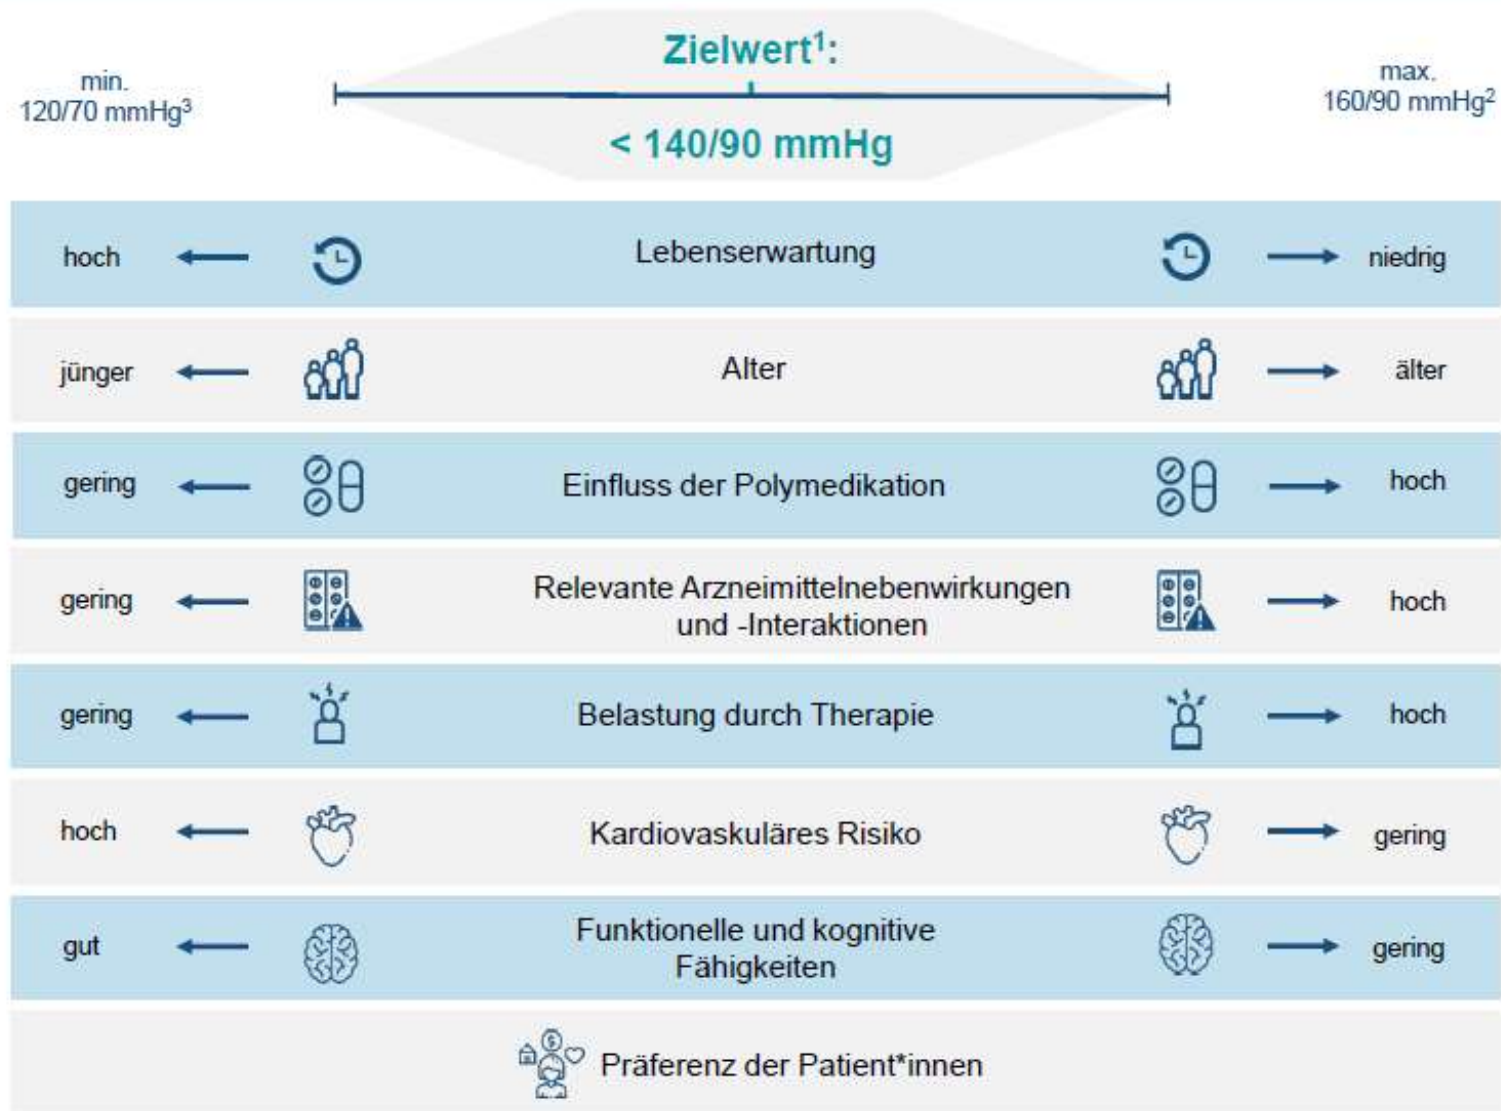 Zielwert¹:
min.
120/70 mmHg³
max.
160/90 mmHg²
< 140/90 mmHg
hoch
Lebenserwartung
niedrig
jünger
Alter
älter
gering
Einfluss der Polymedikation
hoch
gering
Relevante Arzneimittelnebenwirkungen
und -Interaktionen
hoch
gering
Belastung durch Therapie
hoch
hoch
Kardiovaskuläres Risiko
gering
gut
Funktionelle und kognitive
Fähigkeiten
gering
Präferenz der Patient*innen